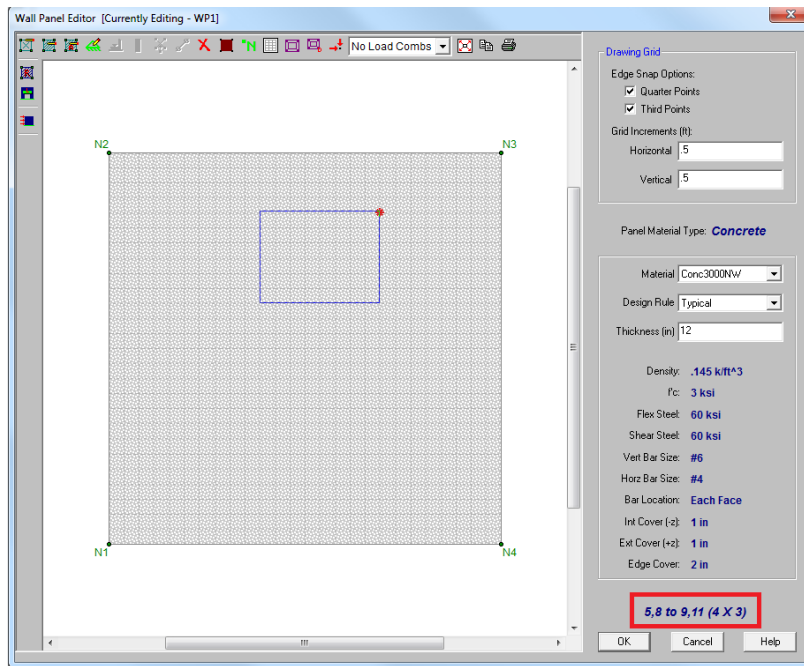 Wall Panel Editor [Currently Editing - WP1]
No Load Combs
N2
N3
N1
N4
Drawing Grid
Edge Snap Options:
Quarter Points
Third Points
Grid Increments (ft):
Horizontal .5
Vertical .5
Panel Material Type: Concrete
Material Conc3000NW
Design Rule Typical
Thickness (in) 12
Density: .145 k/ft^3
f'c: 3 ksi
Flex Steel: 60 ksi
Shear Steel: 60 ksi
Vert Bar Size: #6
Horz Bar Size: #4
Bar Location: Each Face
Int Cover (-z): 1 in
Ext Cover (+z): 1 in
Edge Cover: 2 in
5,8 to 9,11 (4 X 3)
OK Cancel Help